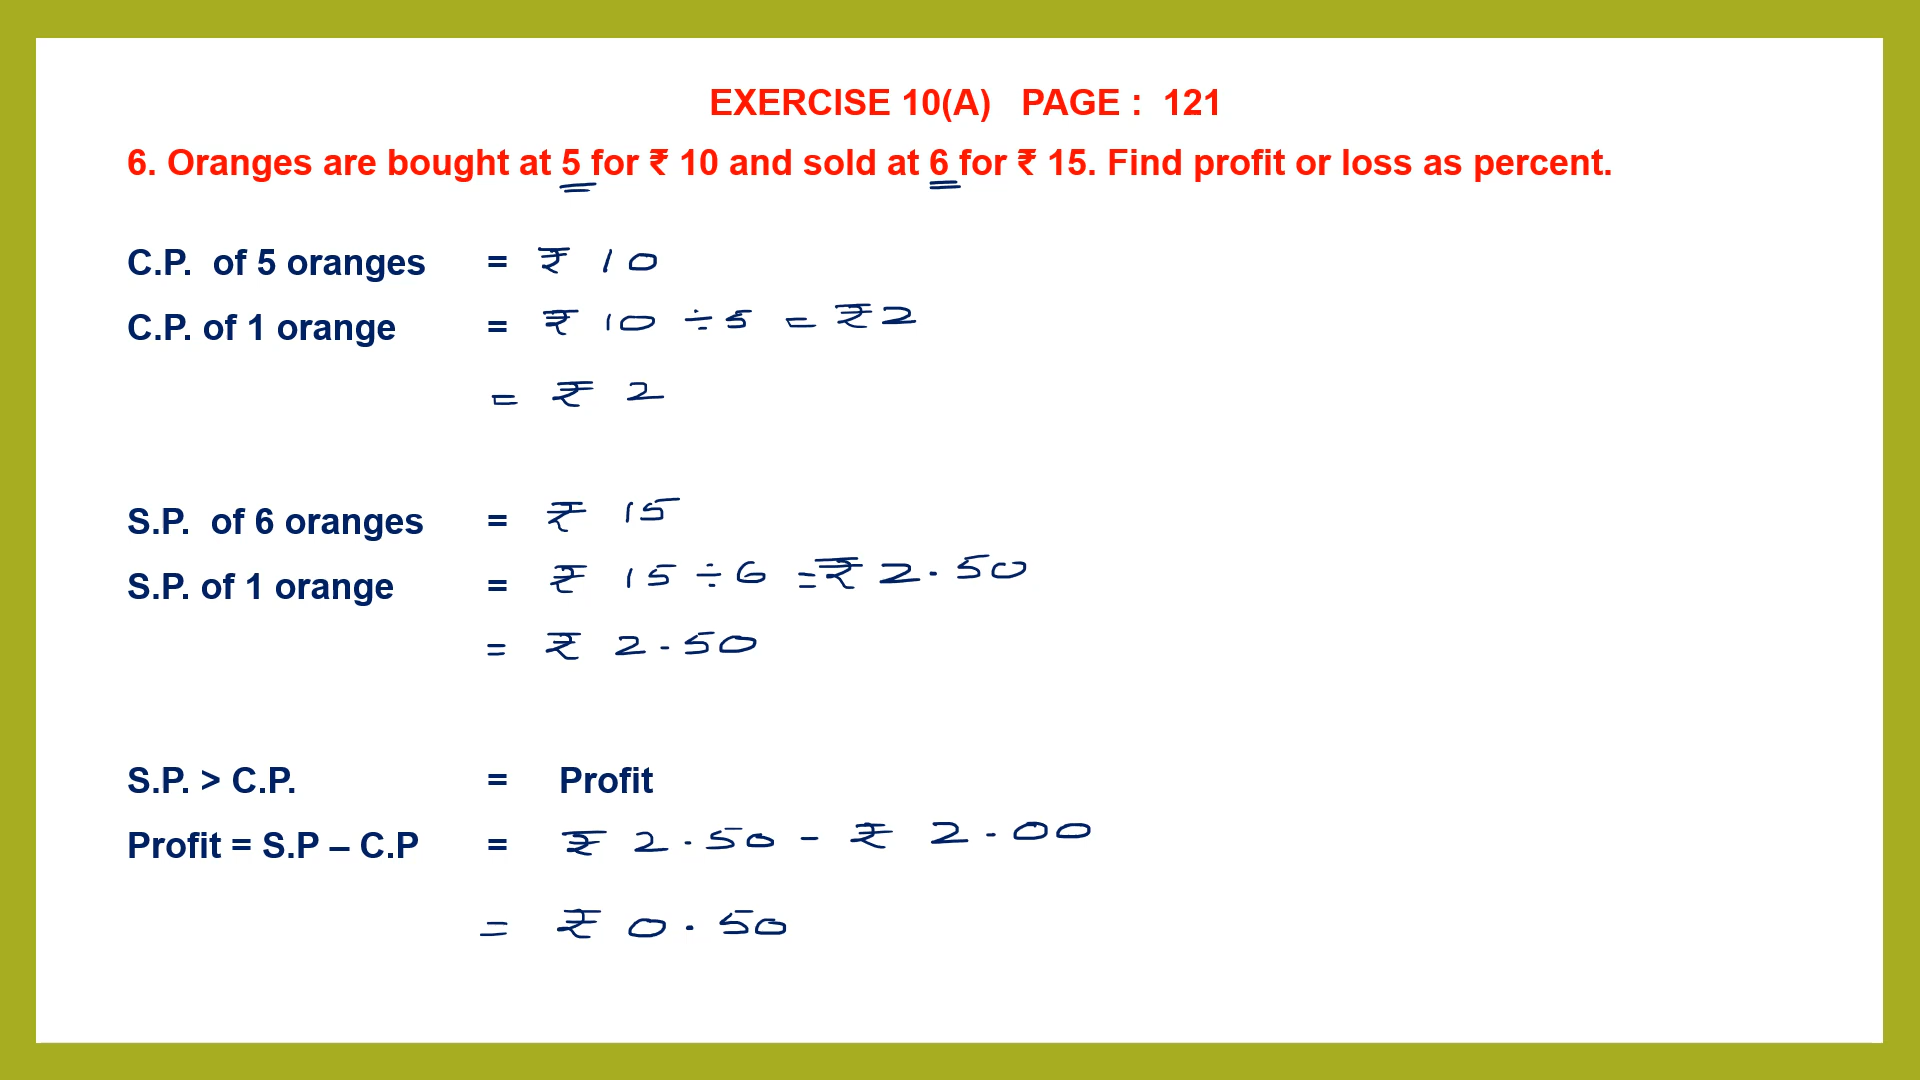 EXERCISE 10(A) PAGE : 121
6. Oranges are bought at 5 for ₹ 10 and sold at 6 for ₹ 15. Find profit or loss as percent.
C.P. of 5 oranges = ₹ 10
C.P. of 1 orange = ₹ 10 ÷ 5 = ₹ 2
= ₹ 2
S.P. of 6 oranges = ₹ 15
S.P. of 1 orange = ₹ 15 ÷ 6 = ₹ 2.50
= ₹ 2.50
S.P. > C.P. = Profit
Profit = S.P – C.P = ₹ 2.50 - ₹ 2.00
= ₹ 0.50